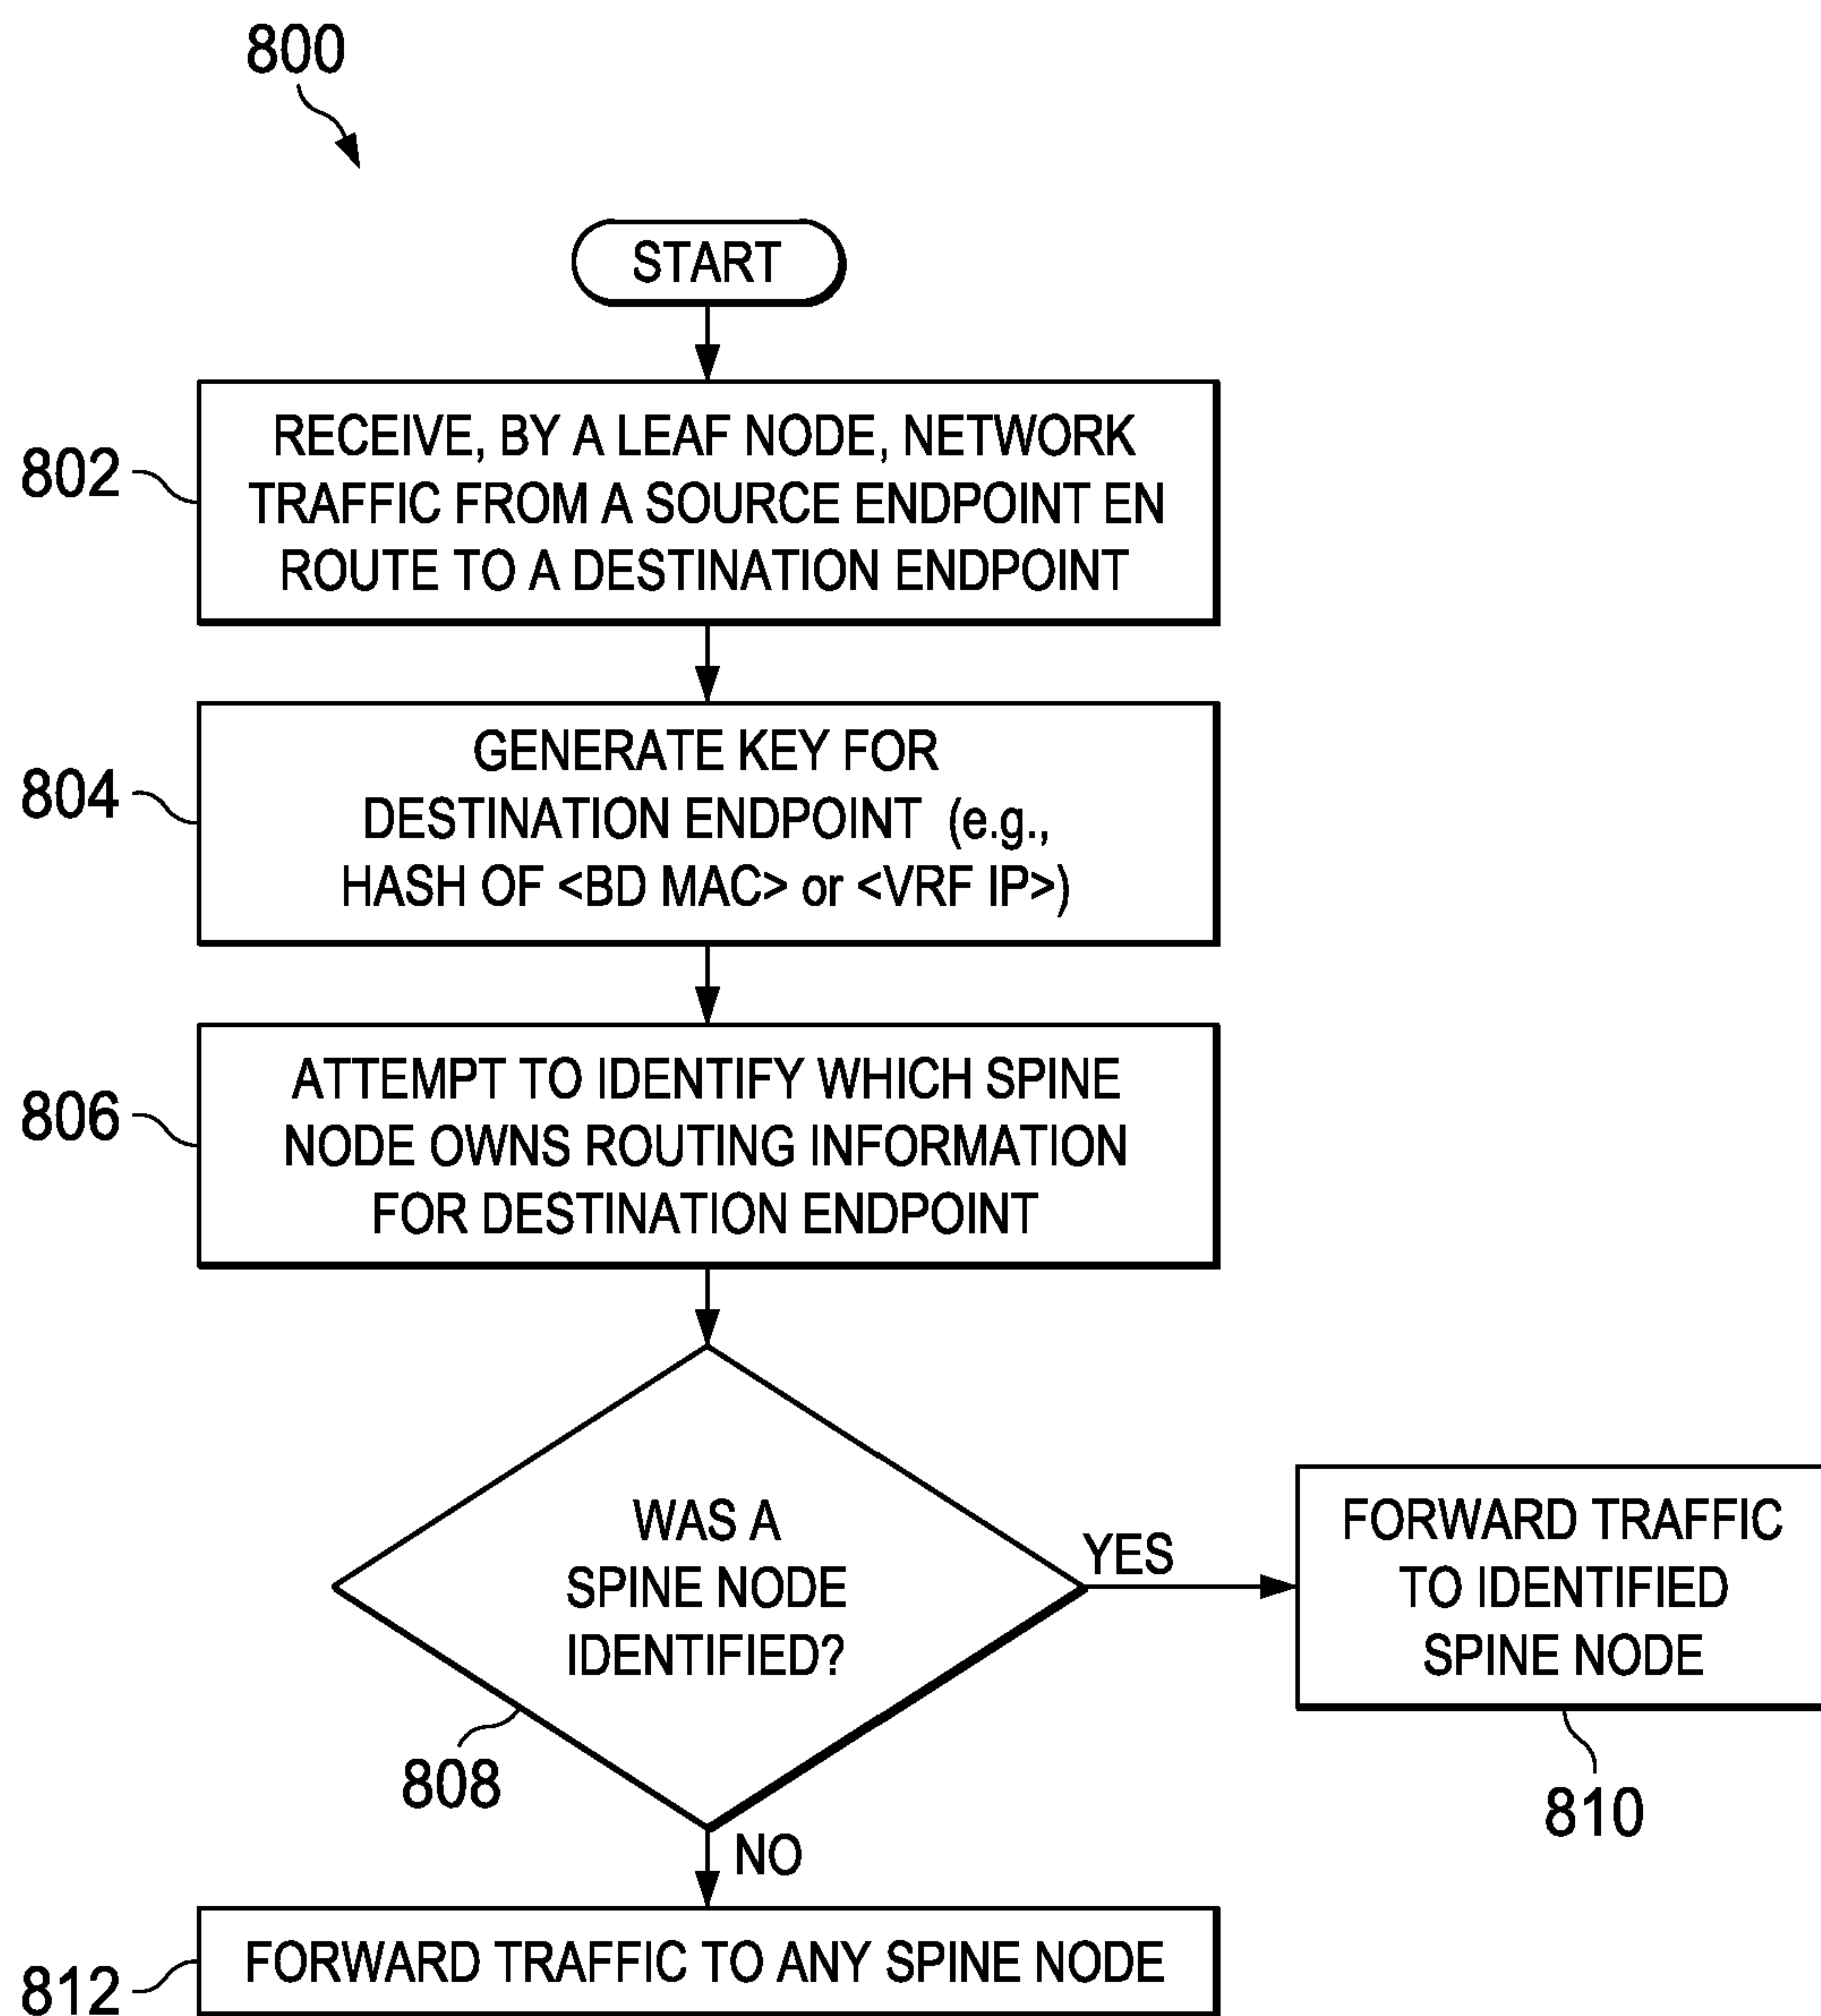 800
START
802
RECEIVE, BY A LEAF NODE, NETWORK
TRAFFIC FROM A SOURCE ENDPOINT EN
ROUTE TO A DESTINATION ENDPOINT
804
GENERATE KEY FOR
DESTINATION ENDPOINT (e.g.,
HASH OF <BD MAC> or <VRF IP>)
806
ATTEMPT TO IDENTIFY WHICH SPINE
NODE OWNS ROUTING INFORMATION
FOR DESTINATION ENDPOINT
WAS A
SPINE NODE
IDENTIFIED?
808
YES
FORWARD TRAFFIC
TO IDENTIFIED
SPINE NODE
810
NO
812
FORWARD TRAFFIC TO ANY SPINE NODE